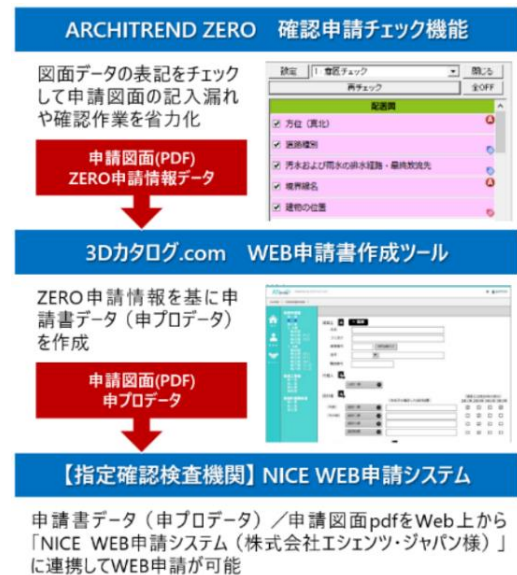 ARCHITREND ZERO　確認申請チェック機能
図面データの表記をチェック
して申請図面の記入漏れ
や確認作業を省力化
設定
1：意匠チェック
閉じる
再チェック
全OFF
配置図
方位（真北）
道路種別
汚水および雨水の排水経路・最終放流先
境界線名
建物の位置
申請図面(PDF)
ZERO申請情報データ
3Dカタログ.com　WEB申請書作成ツール
ZERO申請情報を基に申
請書データ（申プロデータ）
を作成
申請図面(PDF)
申プロデータ
【指定確認検査機関】NICE WEB申請システム
申請書データ（申プロデータ）／申請図面pdfをWeb上から
「NICE WEB申請システム（株式会社エシェンツ・ジャパン様）」
に連携してWEB申請が可能